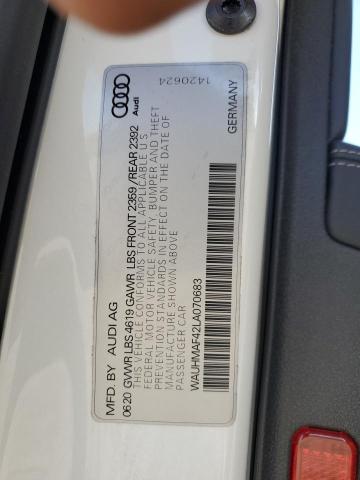 MFD. BY AUDI AG
Audi
06.20 GVWR LBS 4619 GAWR LBS FRONT 2359 / REAR 2392
THIS VEHICLE CONFORMS TO ALL APPLICABLE U.S.
FEDERAL MOTOR VEHICLE SAFETY, BUMPER AND THEFT
PREVENTION STANDARDS IN EFFECT ON THE DATE OF
MANUFACTURE SHOWN ABOVE
PASSENGER CAR
1420624
WAUHMAF42LA070683
GERMANY